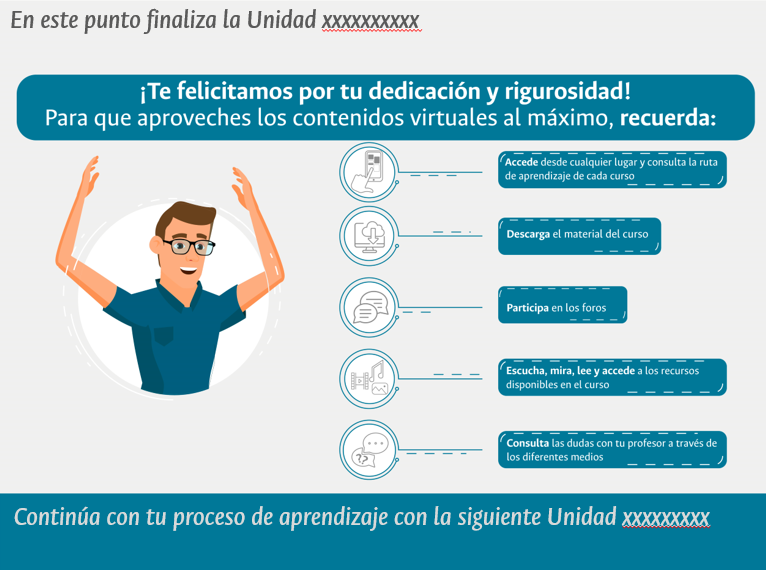 En este punto finaliza la Unidad xxxxxxxxxx
¡Te felicitamos por tu dedicación y rigurosidad!
Para que aproveches los contenidos virtuales al máximo, recuerda:
Accede desde cualquier lugar y consulta la ruta
de aprendizaje de cada curso
Descarga el material del curso
Participa en los foros
Escucha, mira, lee y accede a los recursos
disponibles en el curso
??
Consulta las dudas con tu profesor a través de
los diferentes medios
Continúa con tu proceso de aprendizaje con la siguiente Unidad xxxxxxxxx